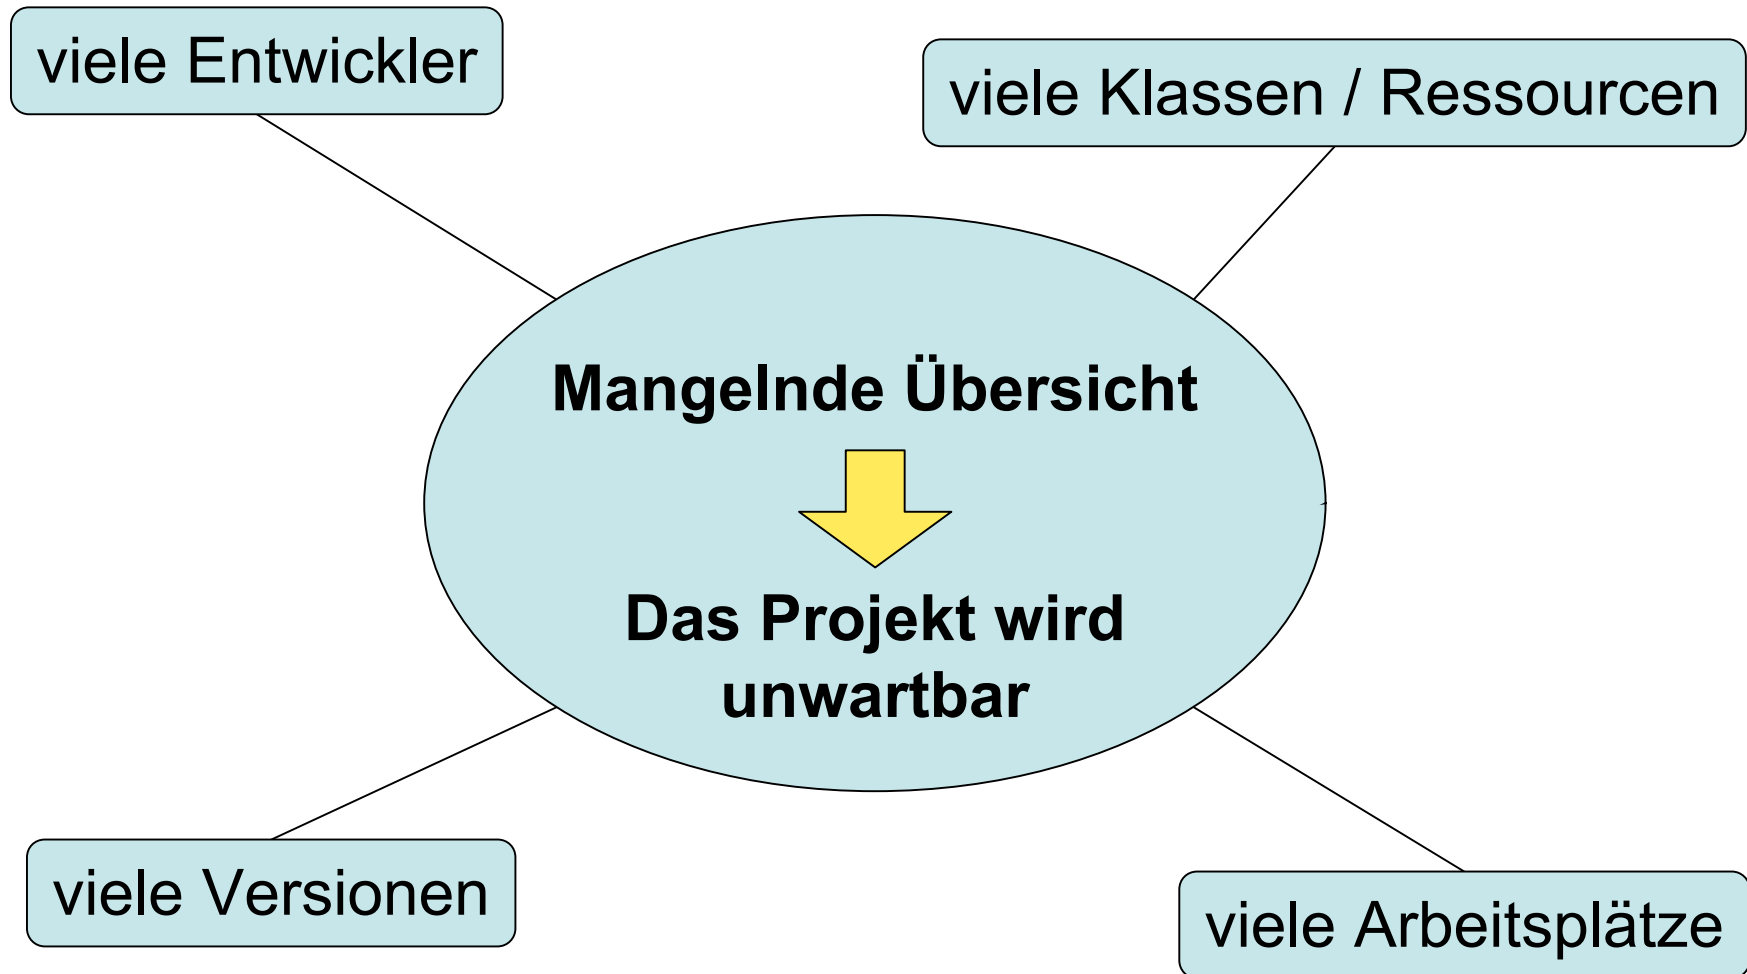 viele Entwickler
viele Klassen / Ressourcen
Mangelnde Übersicht
Das Projekt wird
unwartbar
viele Versionen
viele Arbeitsplätze